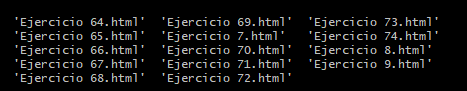 'Ejercicio 64.html'  'Ejercicio 69.html'  'Ejercicio 73.html'
'Ejercicio 65.html'  'Ejercicio 7.html'   'Ejercicio 74.html'
'Ejercicio 66.html'  'Ejercicio 70.html'  'Ejercicio 8.html'
'Ejercicio 67.html'  'Ejercicio 71.html'  'Ejercicio 9.html'
'Ejercicio 68.html'  'Ejercicio 72.html'